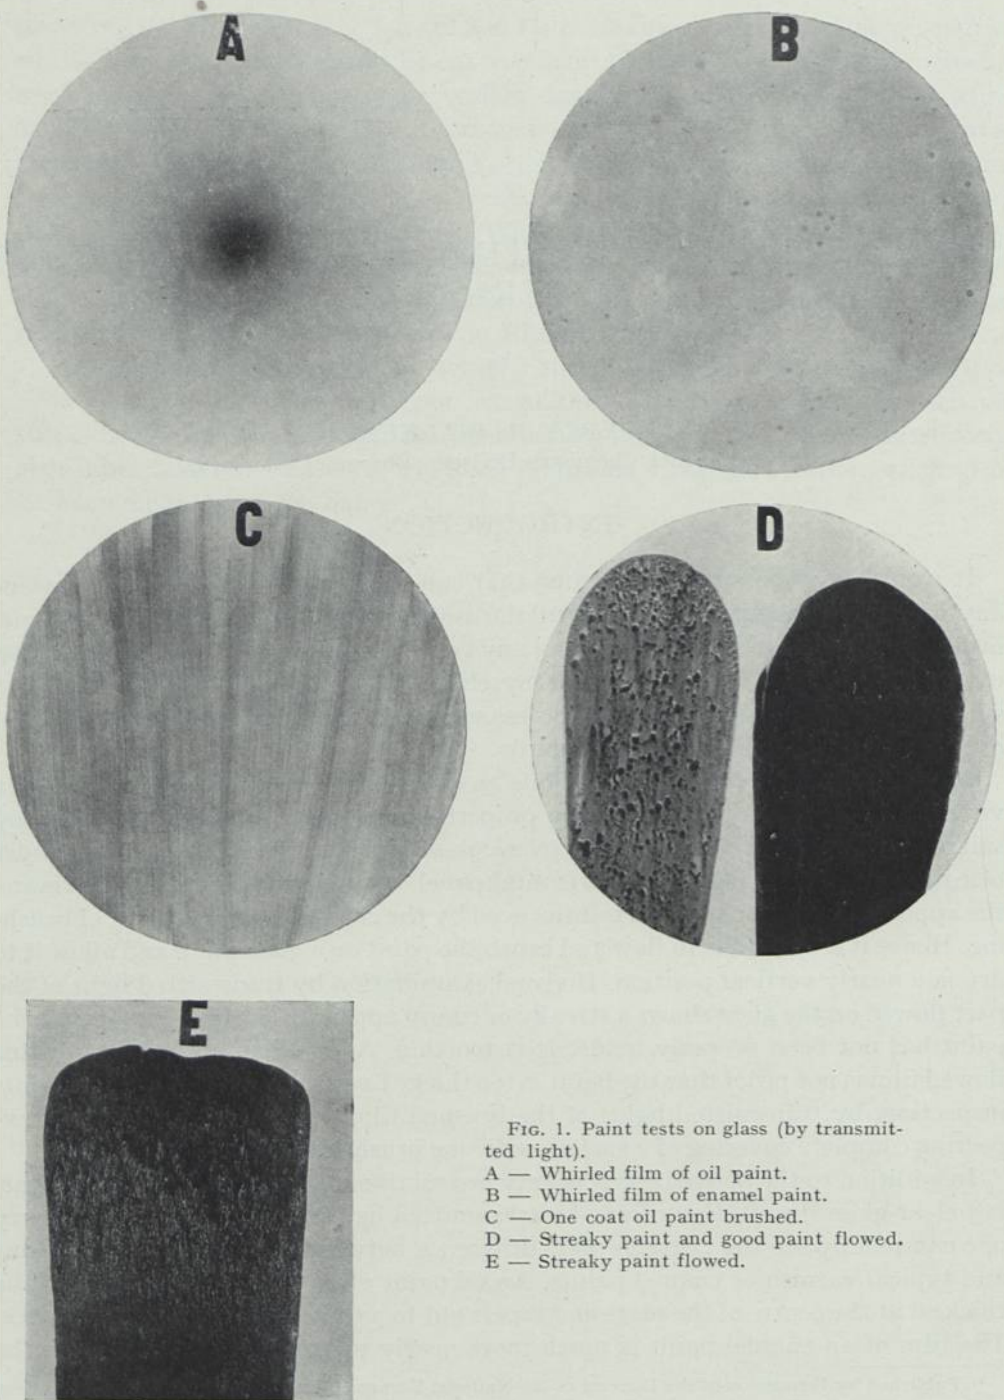 A
B
C
D
E
FIG. 1. Paint tests on glass (by transmit-
ted light).
A — Whirled film of oil paint.
B — Whirled film of enamel paint.
C — One coat oil paint brushed.
D — Streaky paint and good paint flowed.
E — Streaky paint flowed.